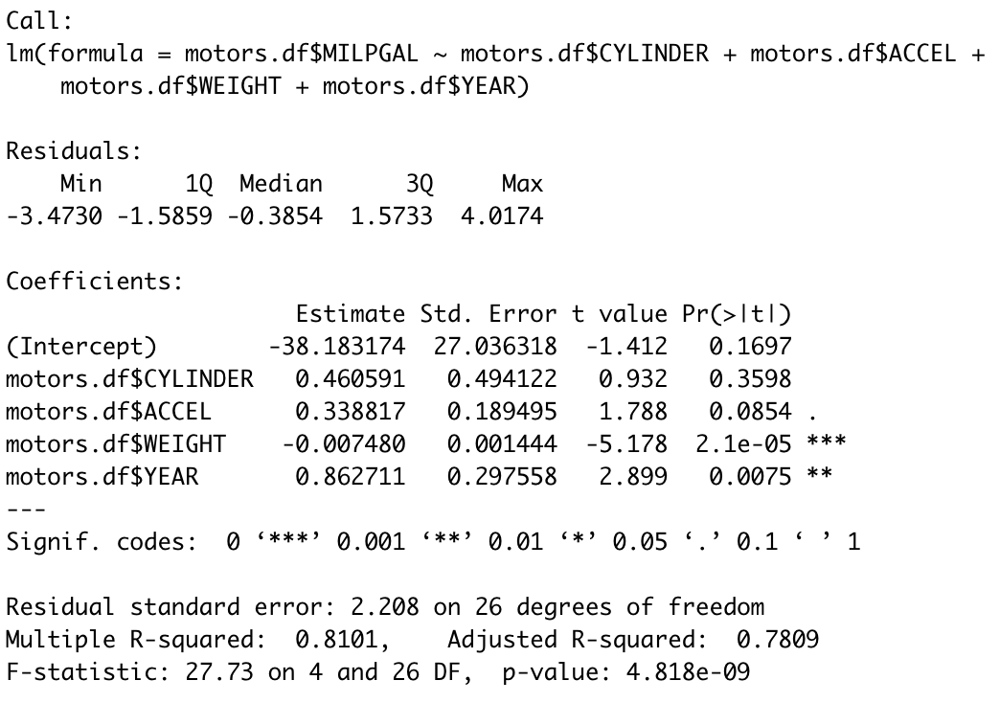 Call:
lm(formula = motors.df$MILPGAL ~ motors.df$CYLINDER + motors.df$ACCEL +
    motors.df$WEIGHT + motors.df$YEAR)

Residuals:
    Min      1Q  Median      3Q     Max
-3.4730 -1.5859 -0.3854  1.5733  4.0174

Coefficients:
                     Estimate Std. Error t value Pr(>|t|)
(Intercept)        -38.183174  27.036318  -1.412   0.1697
motors.df$CYLINDER   0.460591   0.494122   0.932   0.3598
motors.df$ACCEL      0.338817   0.189495   1.788   0.0854 .
motors.df$WEIGHT    -0.007480   0.001444  -5.178  2.1e-05 ***
motors.df$YEAR       0.862711   0.297558   2.899   0.0075 **
---
Signif. codes:  0 ‘***’ 0.001 ‘**’ 0.01 ‘*’ 0.05 ‘.’ 0.1 ‘ ’ 1

Residual standard error: 2.208 on 26 degrees of freedom
Multiple R-squared:  0.8101,    Adjusted R-squared:  0.7809
F-statistic: 27.73 on 4 and 26 DF,  p-value: 4.818e-09